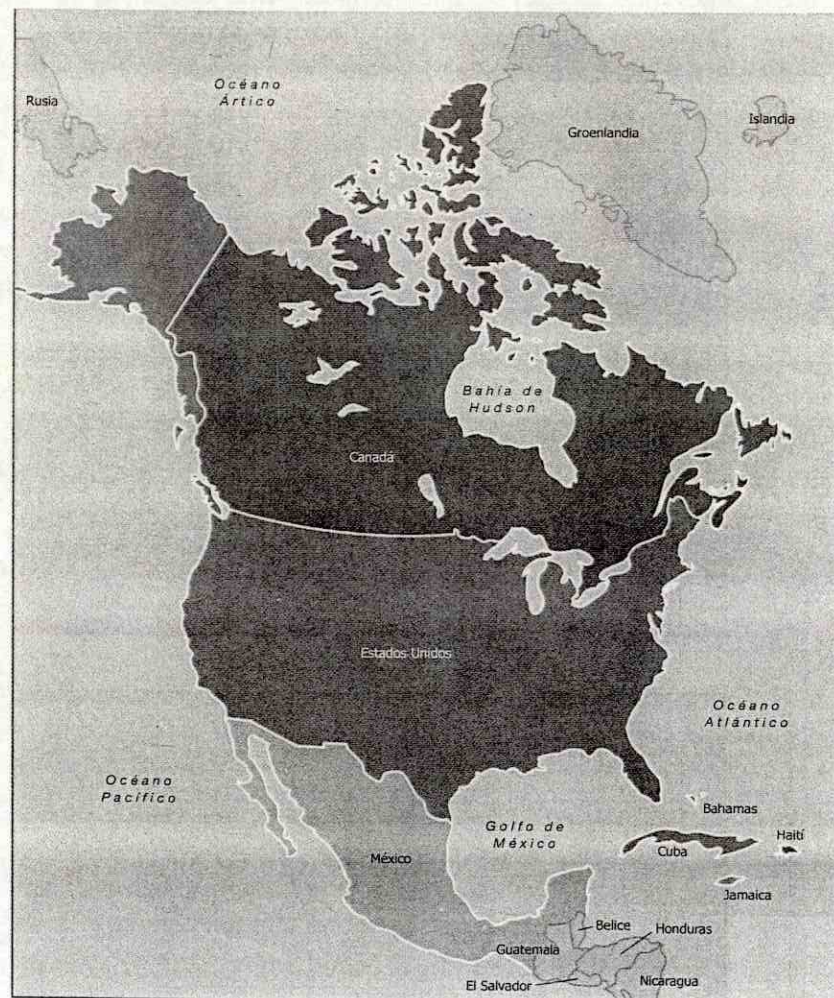 Océano
Ártico
Rusia
Groenlandia
Islandia
Bahía de
Hudson
Canadá
Estados Unidos
Océano
Atlántico
Océano
Pacífico
Bahamas
Golfo de
México
Haití
Cuba
México
Jamaica
Belice
Honduras
Guatemala
El Salvador
Nicaragua